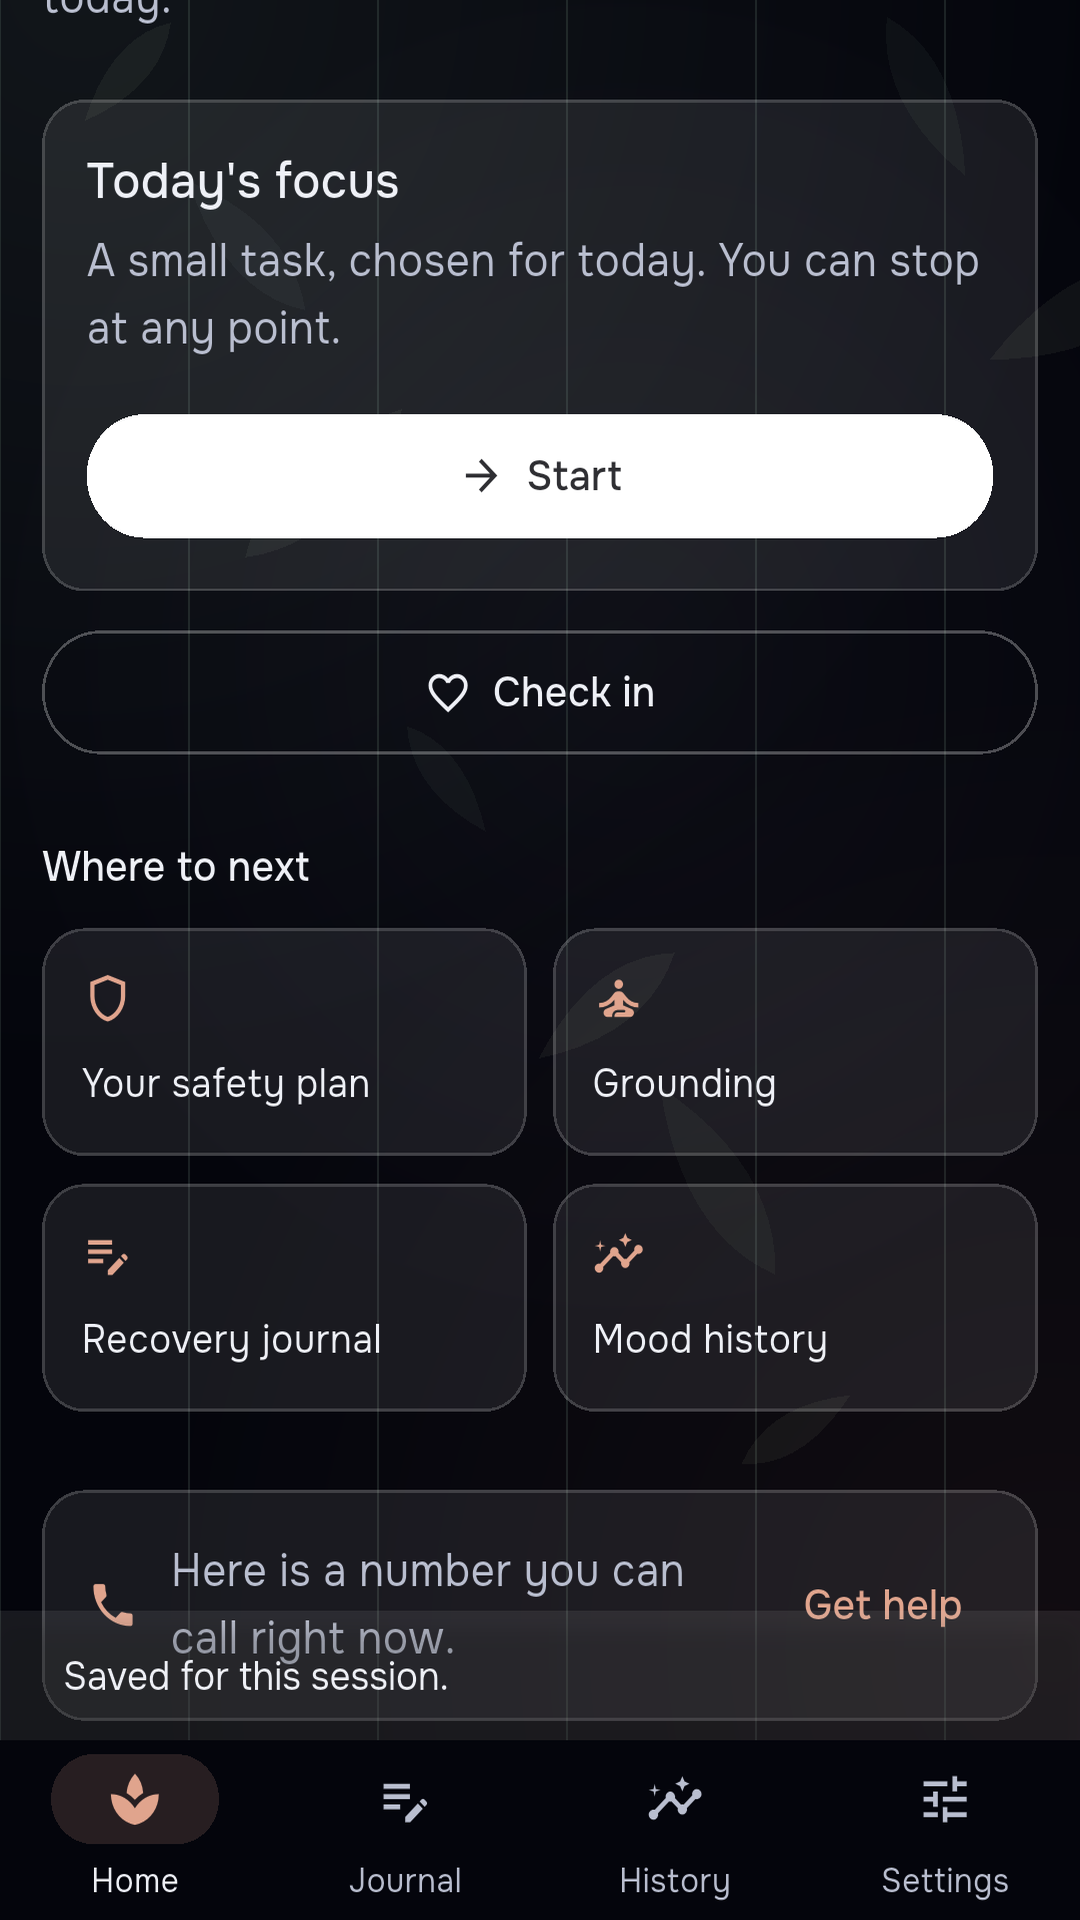 today.
Today's focus
A small task, chosen for today. You can stop
at any point.
Start
Check in
Where to next
Your safety plan
Grounding
Recovery journal
Mood history
Here is a number you can
call right now.
Get help
Saved for this session.
Home
Journal
History
Settings